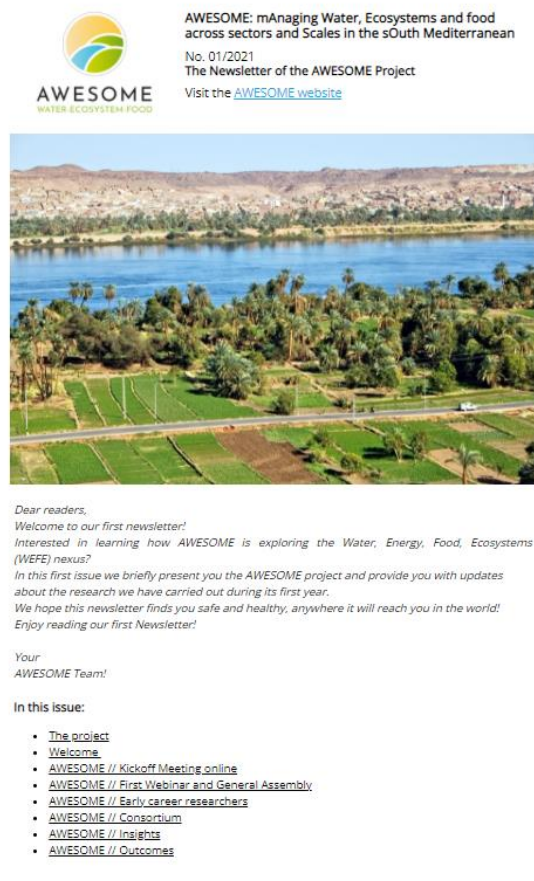 AWESOME
WATER-ECOSYSTEM-FOOD
AWESOME: mAnaging Water, Ecosystems and food
across sectors and Scales in the sOuth Mediterranean
No. 01/2021
The Newsletter of the AWESOME Project
Visit the AWESOME website
Dear readers,
Welcome to our first newsletter!
Interested in learning how AWESOME is exploring the Water, Energy, Food, Ecosystems
(WEFE) nexus?
In this first issue we briefly present you the AWESOME project and provide you with updates
about the research we have carried out during its first year.
We hope this newsletter finds you safe and healthy, anywhere it will reach you in the world!
Enjoy reading our first Newsletter!
Your
AWESOME Team!
In this issue:
• The project
• Welcome
• AWESOME // Kickoff Meeting online
• AWESOME // First Webinar and General Assembly
• AWESOME // Early career researchers
• AWESOME // Consortium
• AWESOME // Insights
• AWESOME // Outcomes